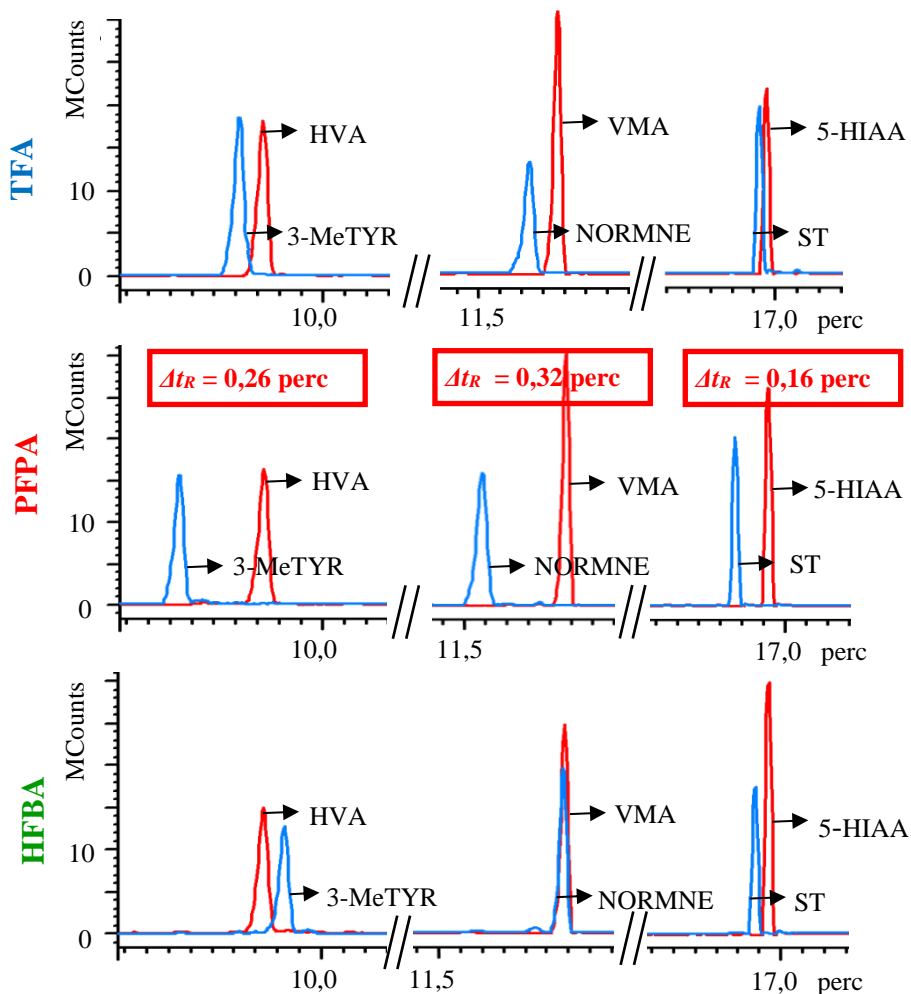 TFA
MCounts
10
0
HVA
3-MeTYR
VMA
NORMNE
5-HIAA
ST
10,0
11,5
17,0 perc
PFPA
MCounts
10
0
ΔtR = 0,26 perc
ΔtR = 0,32 perc
ΔtR = 0,16 perc
HVA
3-MeTYR
VMA
NORMNE
5-HIAA
ST
10,0
11,5
17,0 perc
HFBA
MCounts
10
0
HVA
3-MeTYR
VMA
NORMNE
5-HIAA
ST
10,0
11,5
17,0 perc